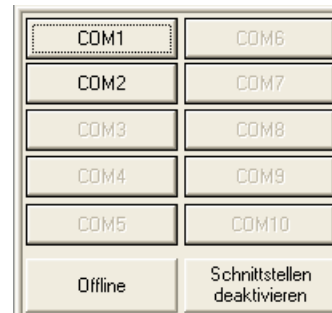 COM1 COM6
COM2 COM7
COM3 COM8
COM4 COM9
COM5 COM10
Offline
Schnittstellen
deaktivieren